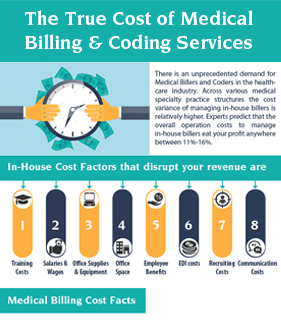 The True Cost of Medical
Billing & Coding Services
There is an unprecedented demand for
Medical Billers and Coders in the health-
care industry. Across various medical
specialty practice structures the cost
variance of managing in-house billers is
relatively higher. Experts predict that the
overall operation costs to manage
in-house billers eat your profit anywhere
between 11%-16%.
In-House Cost Factors that disrupt your revenue are
1 2 3 4 5 6 7 8
Training Salaries & Office Supplies Office Employee EDI costs Recruiting Communication
Costs Wages & Equipment Space Benefits Costs Costs
Medical Billing Cost Facts